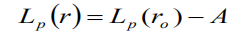 Lₚ(r) = Lₚ(rₒ) − A